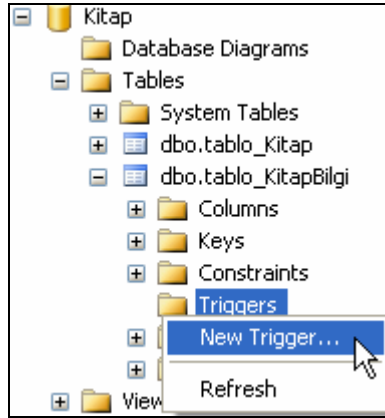 Kitap
Database Diagrams
Tables
System Tables
dbo.tablo_Kitap
dbo.tablo_KitapBilgi
Columns
Keys
Constraints
Triggers
New Trigger...
Refresh
View